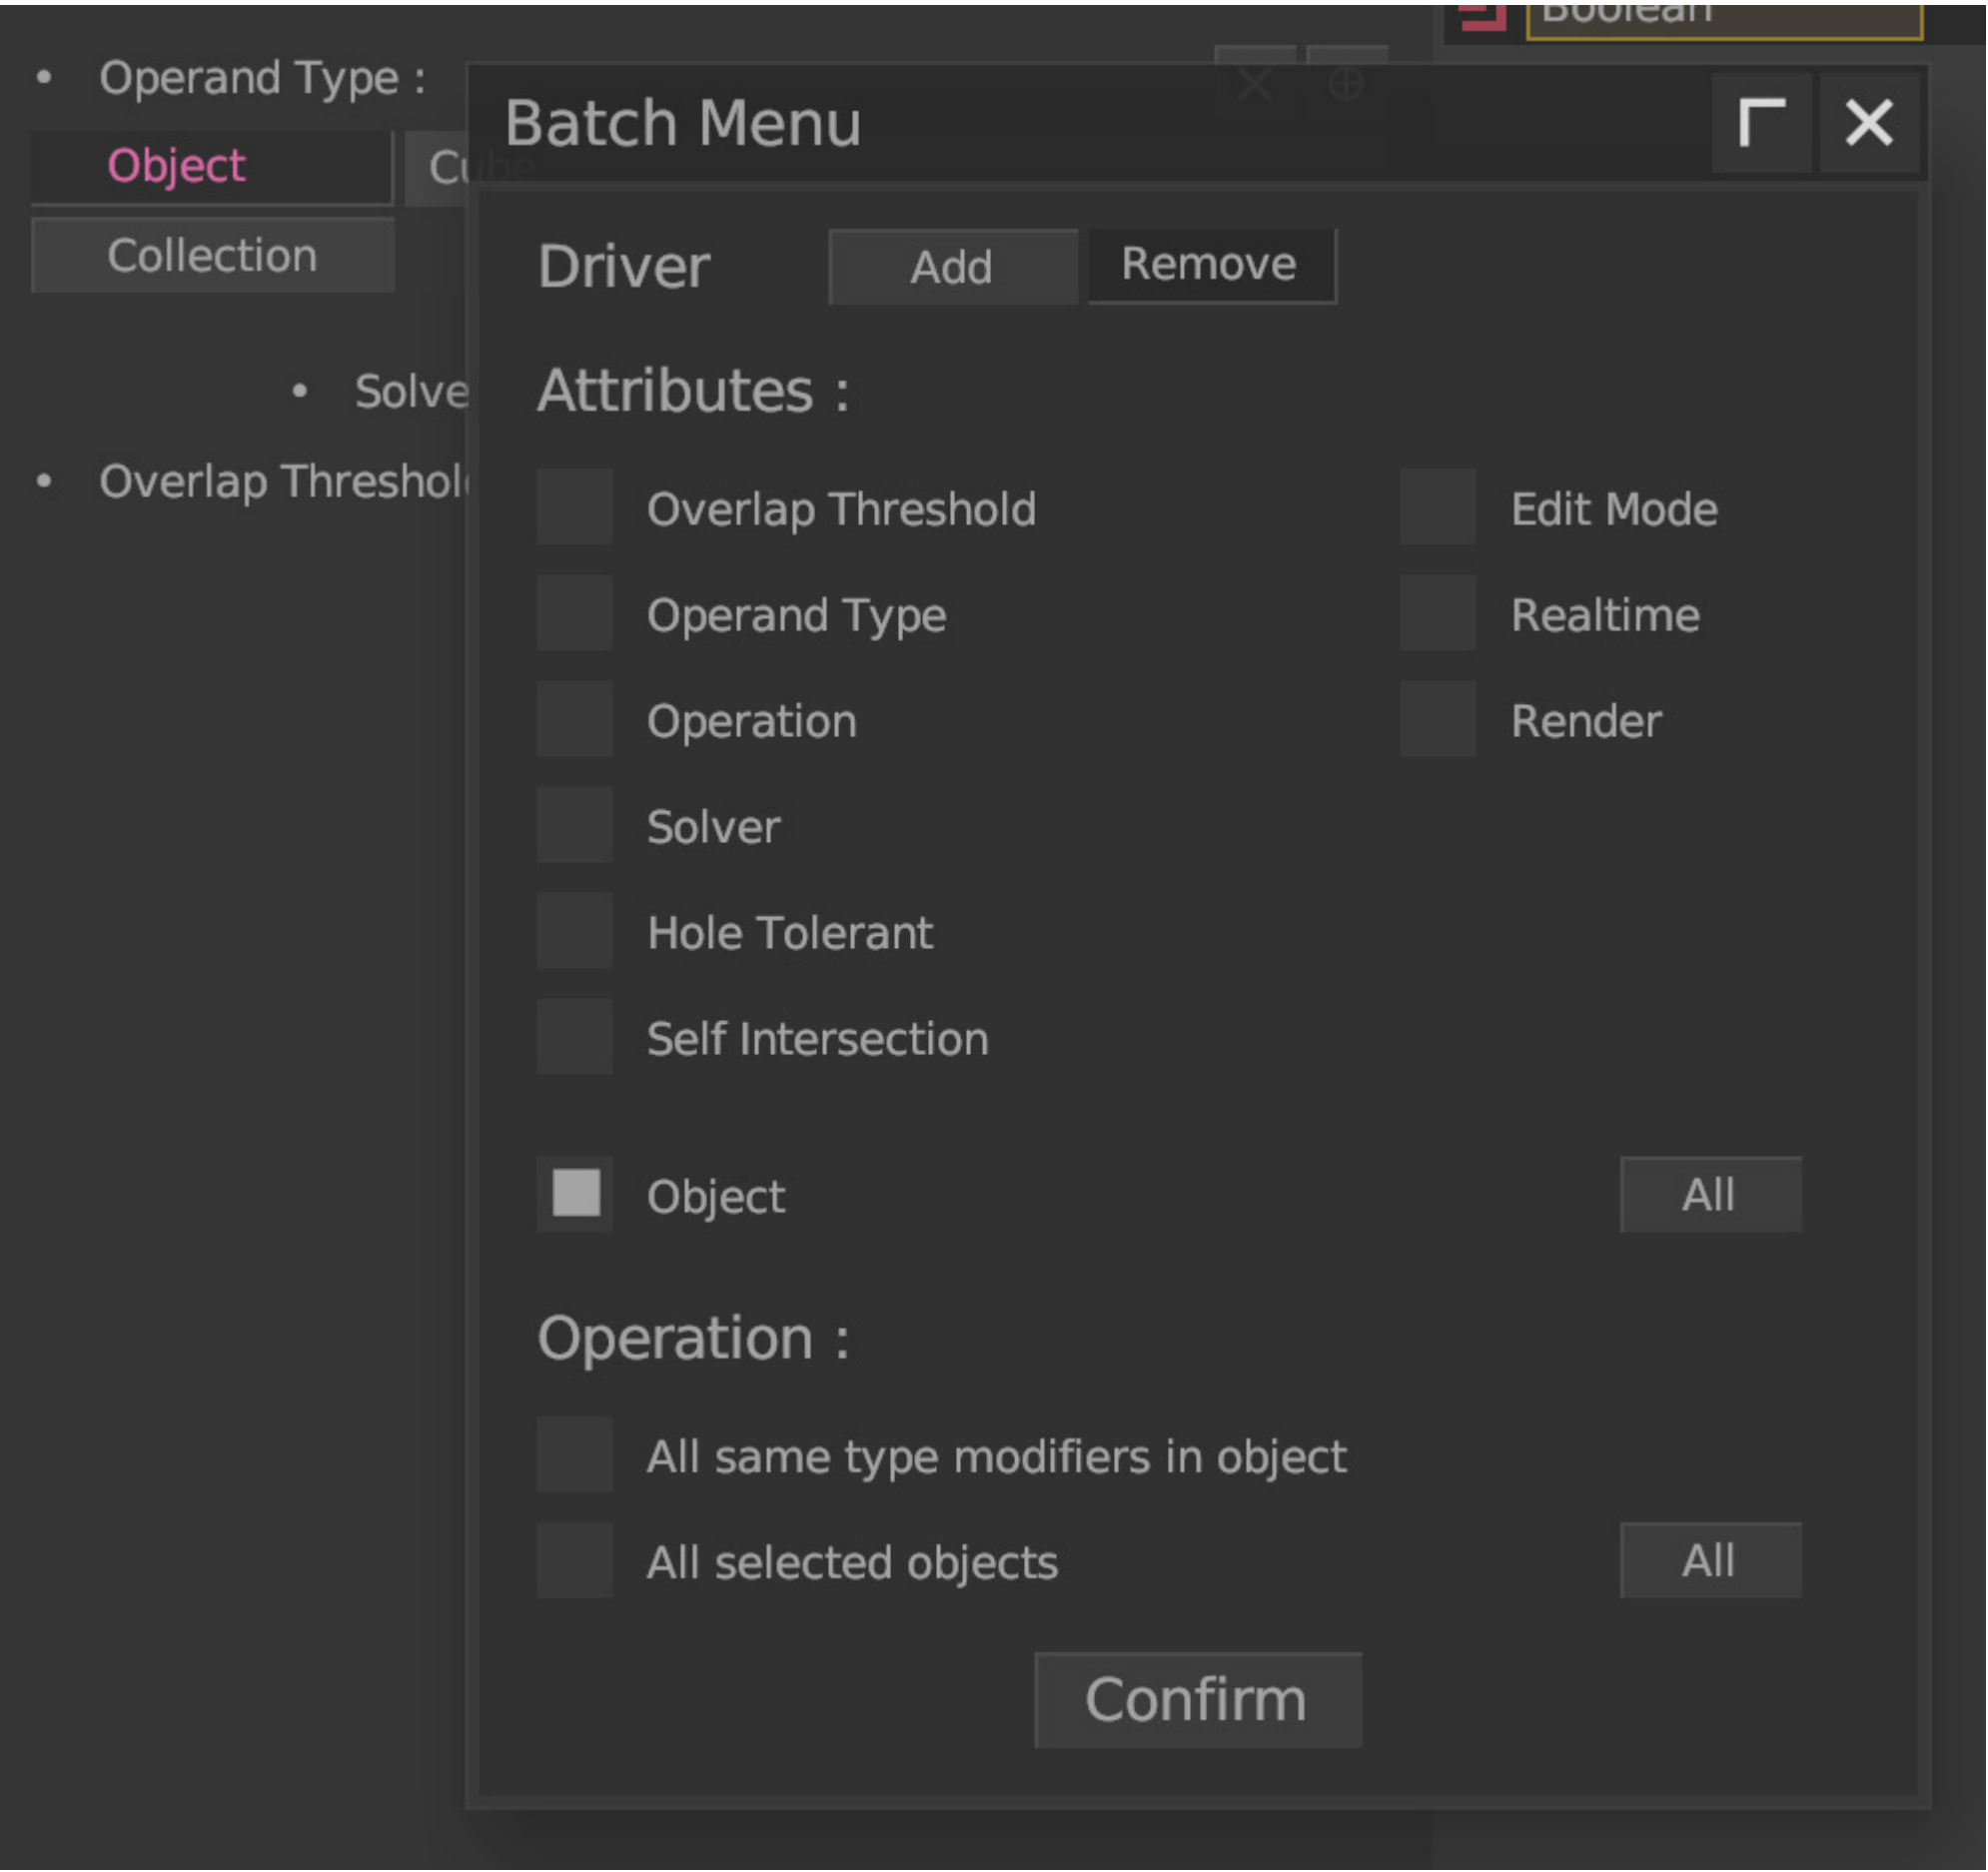 Boolean
• Operand Type :
Batch Menu
Object
Cube
Collection
Driver
Add
Remove
Attributes :
• Solve
• Overlap Threshol
Overlap Threshold
Edit Mode
Operand Type
Realtime
Operation
Render
Solver
Hole Tolerant
Self Intersection
Object
All
Operation :
All same type modifiers in object
All selected objects
All
Confirm